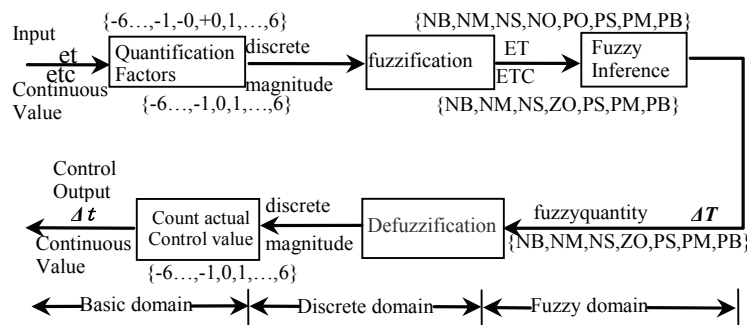 {-6…,-1,-0,+0,1,…,6}
{NB,NM,NS,NO,PO,PS,PM,PB}
Input
et
etc
Continuous
Value
Quantification
Factors
discrete
magnitude
fuzzification
ET
ETC
Fuzzy
Inference
{-6…,-1,0,1,…,6}
{NB,NM,NS,ZO,PS,PM,PB}
Control
Output
Δt
Continuous
Value
Count actual
Control value
discrete
magnitude
Defuzzification
fuzzyquantity ΔT
{NB,NM,NS,ZO,PS,PM,PB}
{-6…,-1,0,1,…,6}
Basic domain
Discrete domain
Fuzzy domain